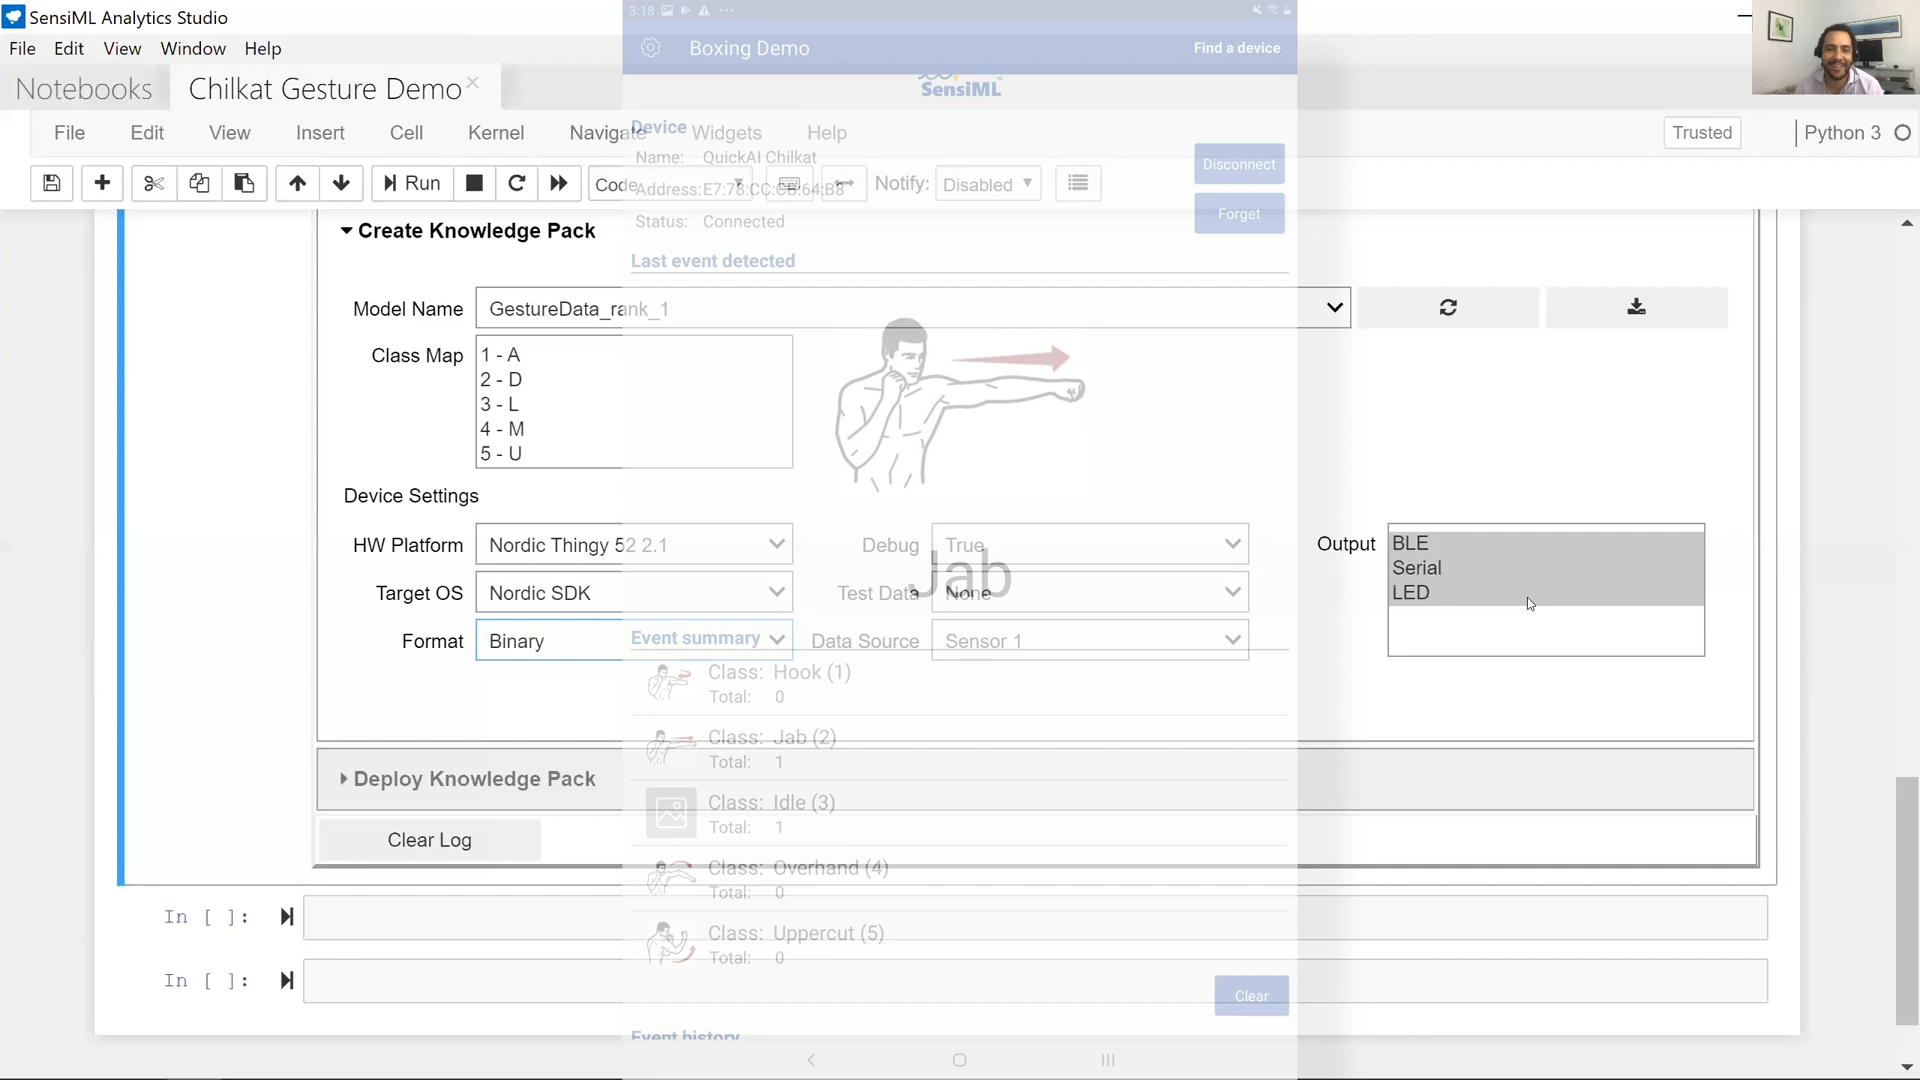 SensiML Analytics Studio
3:18
File Edit View Window Help
Boxing Demo
Find a device
Notebooks
Chilkat Gesture Demo
SensiML
File Edit View Insert Cell Kernel Navigate Widgets Help
Trusted
Python 3
Device
Name: QuickAI Chilkat
Disconnect
Run
Code
Notify:
Disabled
Address:E7:78:CC:CB:64:B8
Status: Connected
Forget
Create Knowledge Pack
Last event detected
Model Name
GestureData_rank_1
Class Map
1 - A
2 - D
3 - L
4 - M
5 - U
Device Settings
HW Platform
Nordic Thingy 52 2.1
Debug
True
Output
BLE
Serial
LED
Jab
Target OS
Nordic SDK
Test Data
None
Format
Binary
Event summary
Data Source
Sensor 1
Class: Hook (1)
Total: 0
Class: Jab (2)
Total: 1
Deploy Knowledge Pack
Class: Idle (3)
Total: 1
Clear Log
Class: Overhand (4)
Total: 0
In [ ]:
Class: Uppercut (5)
Total: 0
In [ ]:
Clear
Event history